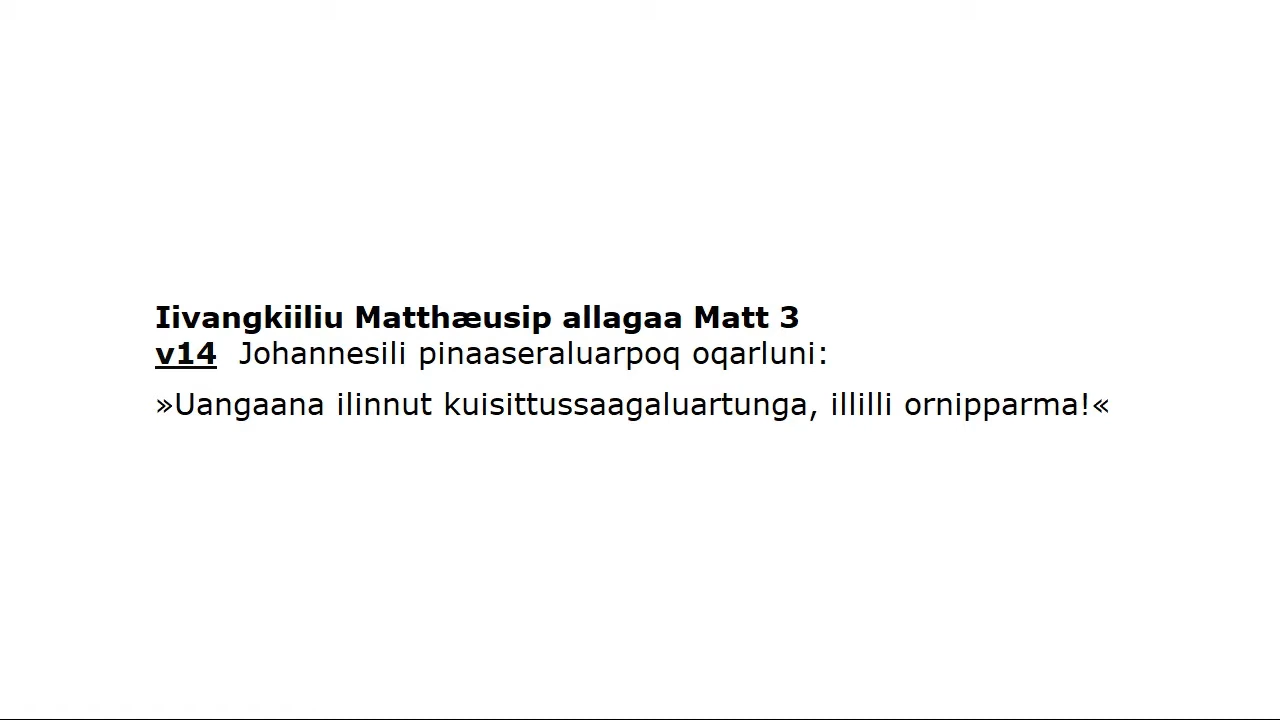 Iivangkiiliu Matthæusip allagaa Matt 3
v14 Johannesili pinaaseraluarpoq oqarluni:
»Uangaana ilinnut kuisittussaagaluartunga, illilli ornipparma!«